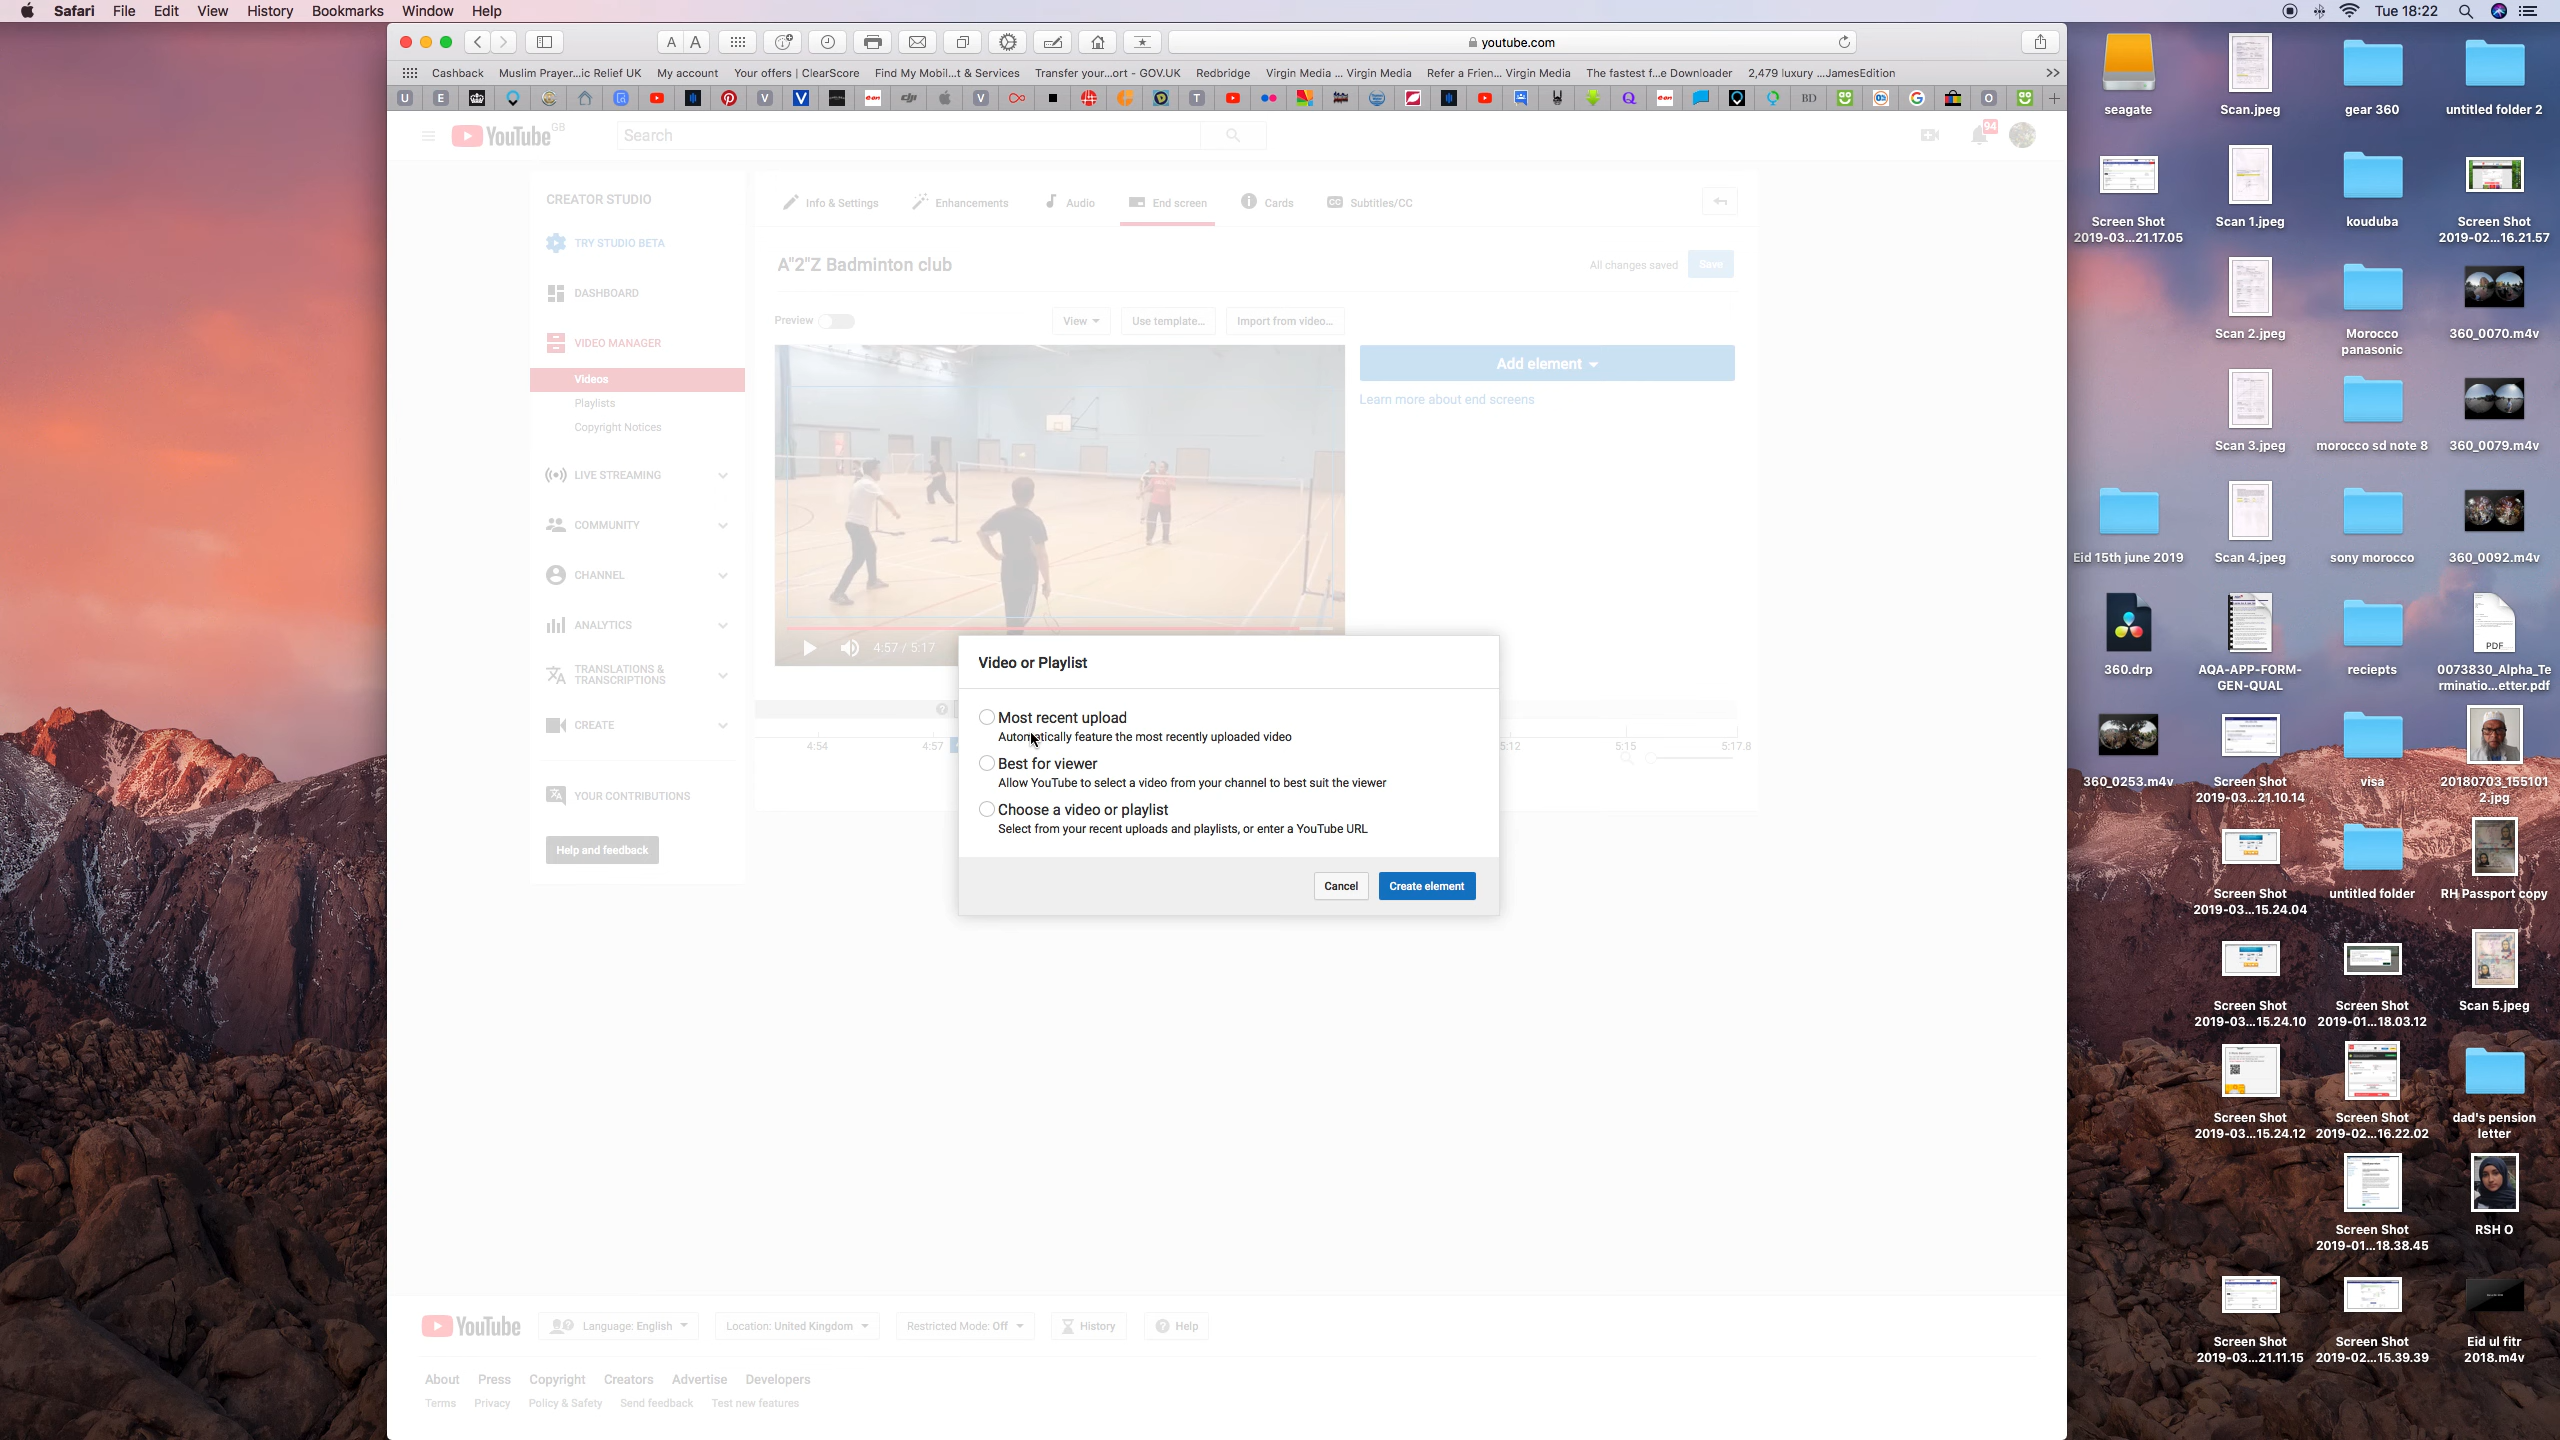 Safari File Edit View History Bookmarks Window Help
Tue 18:22
youtube.com
Cashback Muslim Prayer...ic Relief UK My account Your offers | ClearScore Find My Mobil...t & Services Transfer your...ort - GOV.UK Redbridge Virgin Media ... Virgin Media Refer a Frien... Virgin Media The fastest f...e Downloader 2,479 luxury ...JamesEdition
YouTube GB
Search
94
CREATOR STUDIO
TRY STUDIO BETA
DASHBOARD
VIDEO MANAGER
Videos
Playlists
Copyright Notices
LIVE STREAMING
COMMUNITY
CHANNEL
ANALYTICS
TRANSLATIONS &
TRANSCRIPTIONS
CREATE
YOUR CONTRIBUTIONS
Help and feedback
Info & Settings Enhancements Audio End screen Cards Subtitles/CC
A"2"Z Badminton club
All changes saved Save
Preview View Use template... Import from video...
Add element
Learn more about end screens
4:57 / 5:17
4:54 4:57 5:12 5:15 5:17.8
Video or Playlist
Most recent upload
Automatically feature the most recently uploaded video
Best for viewer
Allow YouTube to select a video from your channel to best suit the viewer
Choose a video or playlist
Select from your recent uploads and playlists, or enter a YouTube URL
Cancel Create element
YouTube Language: English Location: United Kingdom Restricted Mode: Off History Help
About Press Copyright Creators Advertise Developers
Terms Privacy Policy & Safety Send feedback Test new features
seagate Scan.jpeg gear 360 untitled folder 2
Screen Shot
2019-03...21.17.05
Scan 1.jpeg
kouduba
Screen Shot
2019-02...16.21.57
Scan 2.jpeg
Morocco
panasonic
360_0070.m4v
Scan 3.jpeg morocco sd note 8 360_0079.m4v
Eid 15th june 2019 Scan 4.jpeg sony morocco 360_0092.m4v
360.drp
AQA-APP-FORM-
GEN-QUAL
reciepts
PDF
0073830_Alpha_Te
rminatio...etter.pdf
360_0253.m4v
Screen Shot
2019-03...21.10.14
visa
20180703_155101
2.jpg
Screen Shot
2019-03...15.24.04
untitled folder
RH Passport copy
Screen Shot
2019-03...15.24.10
Screen Shot
2019-01...18.03.12
Scan 5.jpeg
Screen Shot
2019-03...15.24.12
Screen Shot
2019-02...16.22.02
dad's pension
letter
Screen Shot
2019-01...18.38.45
RSH O
Screen Shot
2019-03...21.11.15
Screen Shot
2019-02...15.39.39
Eid ul fitr
2018.m4v